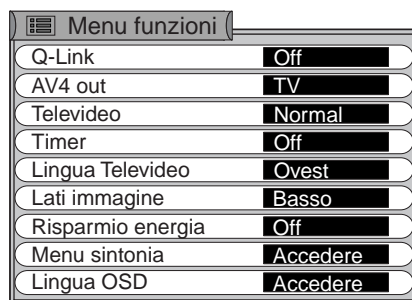 Menu funzioni
Q-Link Off
AV4 out TV
Televideo Normal
Timer Off
Lingua Televideo Ovest
Lati immagine Basso
Risparmio energia Off
Menu sintonia Accedere
Lingua OSD Accedere